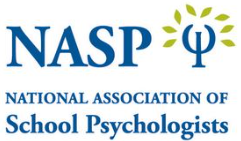 NASP
NATIONAL ASSOCIATION OF
School Psychologists